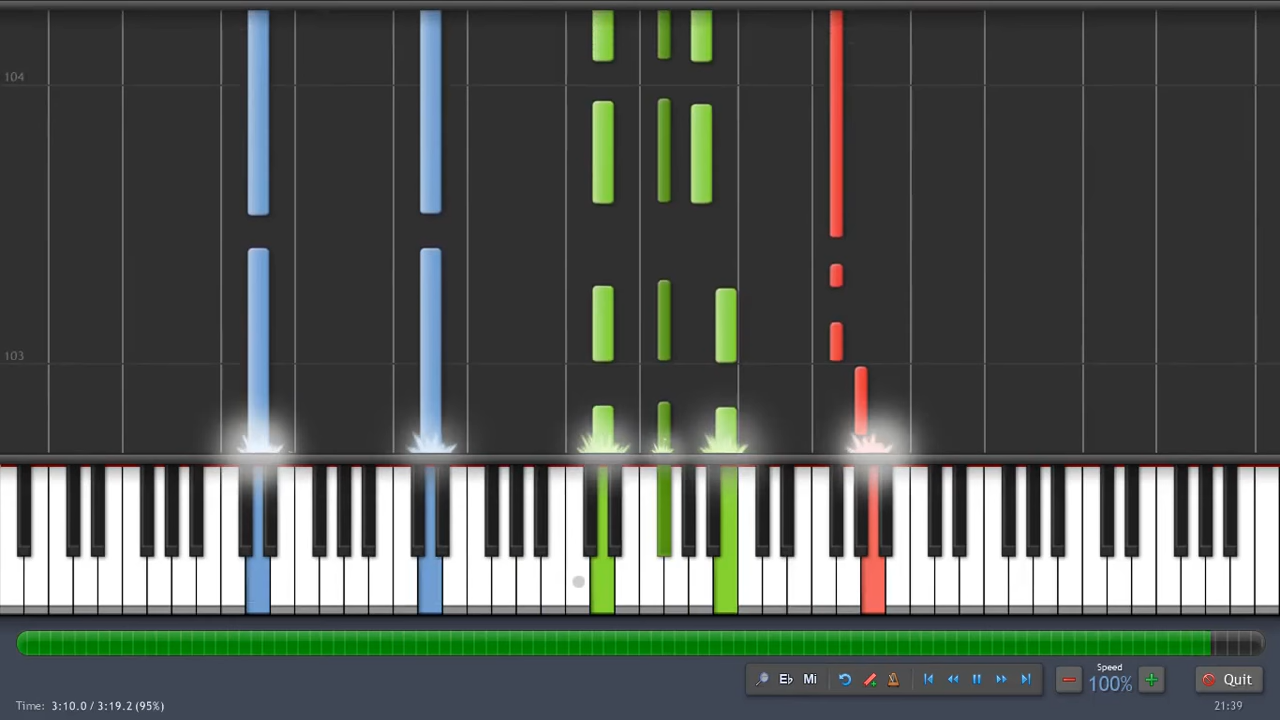 104
103
Eb Mi
Speed
100%
Quit
Time: 3:10.0 / 3:19.2 (95%)
21:39